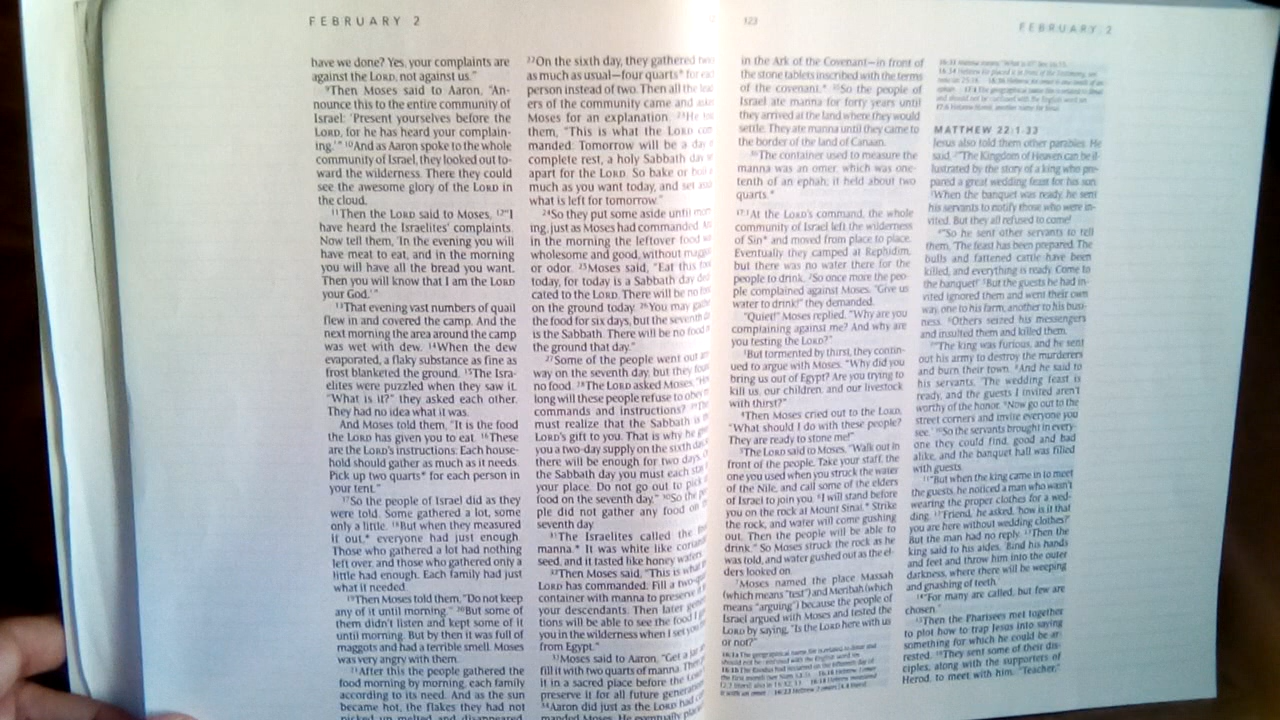 FEBRUARY 2
have we done? Yes, your complaints are
against the LORD, not against us."
⁹Then Moses said to Aaron, "An-
nounce this to the entire community of
Israel: 'Present yourselves before the
LORD, for he has heard your complain-
ing.'" ¹⁰And as Aaron spoke to the whole
community of Israel, they looked out to-
ward the wilderness. There they could
see the awesome glory of the LORD in
the cloud.
¹¹Then the LORD said to Moses, ¹²"I
have heard the Israelites' complaints.
Now tell them, 'In the evening you will
have meat to eat, and in the morning
you will have all the bread you want.
Then you will know that I am the LORD
your God.'"
¹³That evening vast numbers of quail
flew in and covered the camp. And the
next morning the area around the camp
was wet with dew. ¹⁴When the dew
evaporated, a flaky substance as fine as
frost blanketed the ground. ¹⁵The Isra-
elites were puzzled when they saw it.
"What is it?" they asked each other.
They had no idea what it was.
And Moses told them, "It is the food
the LORD has given you to eat. ¹⁶These
are the LORD's instructions: Each house-
hold should gather as much as it needs.
Pick up two quarts* for each person in
your tent."
¹⁷So the people of Israel did as they
were told. Some gathered a lot, some
only a little. ¹⁸But when they measured
it out,* everyone had just enough.
Those who gathered a lot had nothing
left over, and those who gathered only a
little had enough. Each family had just
what it needed.
¹⁹Then Moses told them, "Do not keep
any of it until morning." ²⁰But some of
them didn't listen and kept some of it
until morning. But by then it was full of
maggots and had a terrible smell. Moses
was very angry with them.
²¹After this the people gathered the
food morning by morning, each family
according to its need. And as the sun
became hot, the flakes they had not
picked up melted and disappeared.
²²On the sixth day, they gathered
as much as usual—four quarts* for
person instead of two. Then all the
ers of the community came and
Moses for an explanation. ²³He
them, "This is what the LORD com
manded: Tomorrow will be a day
complete rest, a holy Sabbath day
apart for the LORD. So bake or
much as you want today, and set
what is left for tomorrow."
²⁴So they put some aside until
ing, just as Moses had commanded.
in the morning the leftover food
wholesome and good, without
or odor. ²⁵Moses said, "Eat this
today, for today is a Sabbath day
cated to the LORD. There will be no
on the ground today. ²⁶You may
the food for six days, but the seventh
is the Sabbath. There will be no food
the ground that day."
²⁷Some of the people went out
way on the seventh day, but they
no food. ²⁸The LORD asked Moses,
long will these people refuse to obey
commands and instructions?
must realize that the Sabbath is
LORD's gift to you. That is why he
you a two-day supply on the sixth
there will be enough for two days.
the Sabbath day you must each
your place. Do not go out to pick
food on the seventh day." ³⁰So the
ple did not gather any food on
seventh day.
³¹The Israelites called the
manna.* It was white like
seed, and it tasted like honey wafers.
³²Then Moses said, "This is what
LORD has commanded: Fill a two-
container with manna to preserve
your descendants. Then later
tions will be able to see the food I
you in the wilderness when I set you
from Egypt."
³³Moses said to Aaron, "Get a
fill it with two quarts of manna. Then
it in a sacred place before the
preserve it for all future
³⁴Aaron did just as the LORD had
manded Moses. He eventually
123
FEBRUARY 2
in the Ark of the Covenant—in front of
the stone tablets inscribed with the terms
of the covenant.* ³⁵So the people of
Israel ate manna for forty years until
they arrived at the land where they would
settle. They ate manna until they came to
the border of the land of Canaan.
³⁶The container used to measure the
manna was an omer, which was one-
tenth of an ephah; it held about two
quarts.*
¹⁷:¹At the LORD's command, the whole
community of Israel left the wilderness
of Sin* and moved from place to place.
Eventually they camped at Rephidim,
but there was no water there for the
people to drink. ²So once more the peo-
ple complained against Moses. "Give us
water to drink!" they demanded.
"Quiet!" Moses replied. "Why are you
complaining against me? And why are
you testing the LORD?"
³But tormented by thirst, they contin-
ued to argue with Moses. "Why did you
bring us out of Egypt? Are you trying to
kill us, our children, and our livestock
with thirst?"
⁴Then Moses cried out to the LORD,
"What should I do with these people?
They are ready to stone me!"
⁵The LORD said to Moses, "Walk out in
front of the people. Take your staff, the
one you used when you struck the water
of the Nile, and call some of the elders
of Israel to join you. ⁶I will stand before
you on the rock at Mount Sinai.* Strike
the rock, and water will come gushing
out. Then the people will be able to
drink." So Moses struck the rock as he
was told, and water gushed out as the el-
ders looked on.
⁷Moses named the place Massah
(which means "test") and Meribah (which
means "arguing") because the people of
Israel argued with Moses and tested the
LORD by saying, "Is the LORD here with us
or not?"
MATTHEW 22:1-33
Jesus also told them other parables. He
said, ²"The Kingdom of Heaven can be il-
lustrated by the story of a king who pre-
pared a great wedding feast for his son.
³When the banquet was ready, he sent
his servants to notify those who were in-
vited. But they all refused to come!
⁴"So he sent other servants to tell
them, 'The feast has been prepared. The
bulls and fattened cattle have been
killed, and everything is ready. Come to
the banquet!' ⁵But the guests he had in-
vited ignored them and went their own
way, one to his farm, another to his busi-
ness. ⁶Others seized his messengers
and insulted them and killed them.
⁷"The king was furious, and he sent
out his army to destroy the murderers
and burn their town. ⁸And he said to
his servants, 'The wedding feast is
ready, and the guests I invited aren't
worthy of the honor. ⁹Now go out to the
street corners and invite everyone you
see.' ¹⁰So the servants brought in every-
one they could find, good and bad
alike, and the banquet hall was filled
with guests.
¹¹"But when the king came in to meet
the guests, he noticed a man who wasn't
wearing the proper clothes for a wed-
ding. ¹²'Friend,' he asked, 'how is it that
you are here without wedding clothes?'
But the man had no reply. ¹³Then the
king said to his aides, 'Bind his hands
and feet and throw him into the outer
darkness, where there will be weeping
and gnashing of teeth.'
¹⁴"For many are called, but few are
chosen."
¹⁵Then the Pharisees met together
to plot how to trap Jesus into saying
something for which he could be ar-
rested. ¹⁶They sent some of their dis-
ciples, along with the supporters of
Herod, to meet with him. "Teacher,"